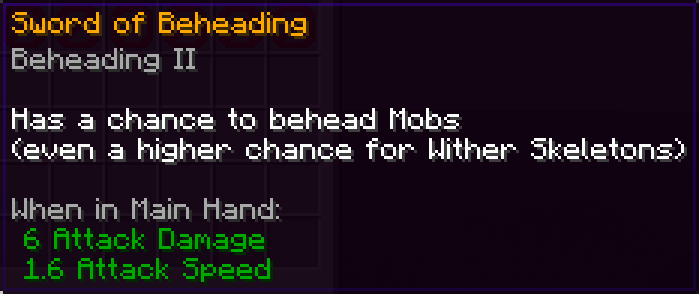 Sword of Beheading
Beheading II
Has a chance to behead Mobs
(even a higher chance for Wither Skeletons)
When in Main Hand:
6 Attack Damage
1.6 Attack Speed